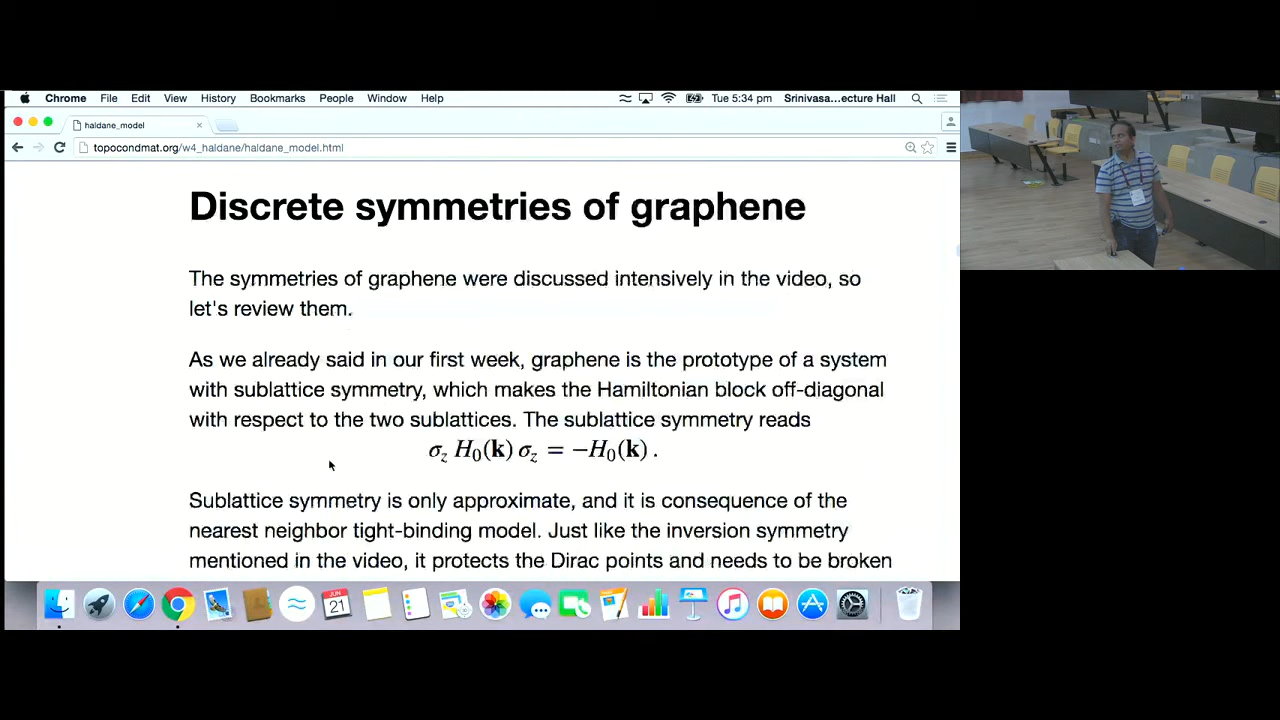 Chrome File Edit View History Bookmarks People Window Help Tue 5:34 pm Srinivasa...ecture Hall
haldane_model
topocondmat.org/w4_haldane/haldane_model.html
Discrete symmetries of graphene
The symmetries of graphene were discussed intensively in the video, so
let's review them.
As we already said in our first week, graphene is the prototype of a system
with sublattice symmetry, which makes the Hamiltonian block off-diagonal
with respect to the two sublattices. The sublattice symmetry reads
σz H0(k) σz = −H0(k) .
Sublattice symmetry is only approximate, and it is consequence of the
nearest neighbor tight-binding model. Just like the inversion symmetry
mentioned in the video, it protects the Dirac points and needs to be broken
JUN
21